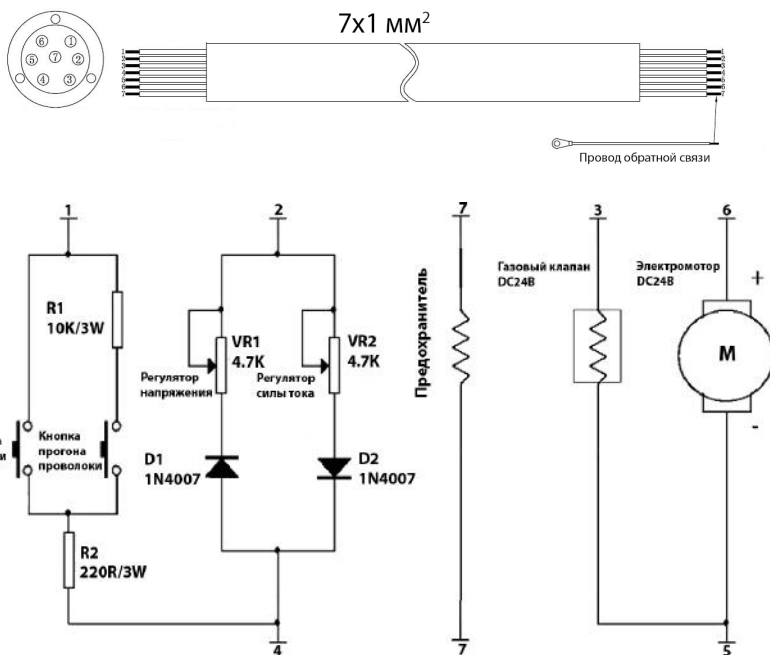 7x1 мм²
6 1
5 7 2
4 3
1 1
2 2
3 3
4 4
5 5
6 6
7 7
Провод обратной связи
1
2
7
3
6
R1
10K/3W
VR1
4.7K
VR2
4.7K
Регулятор
напряжения
Регулятор
силы тока
Предохранитель
Газовый клапан
DC24B
Электромотор
DC24B
+
M
-
Кнопка
прогона
проволоки
D1
1N4007
D2
1N4007
R2
220R/3W
4
7
5